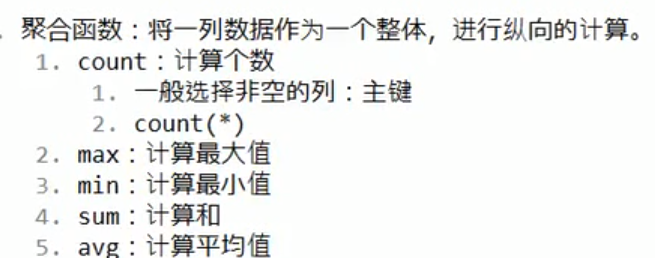 聚合函数：将一列数据作为一个整体，进行纵向的计算。
1. count：计算个数
1. 一般选择非空的列：主键
2. count(*)
2. max：计算最大值
3. min：计算最小值
4. sum：计算和
5. avg：计算平均值